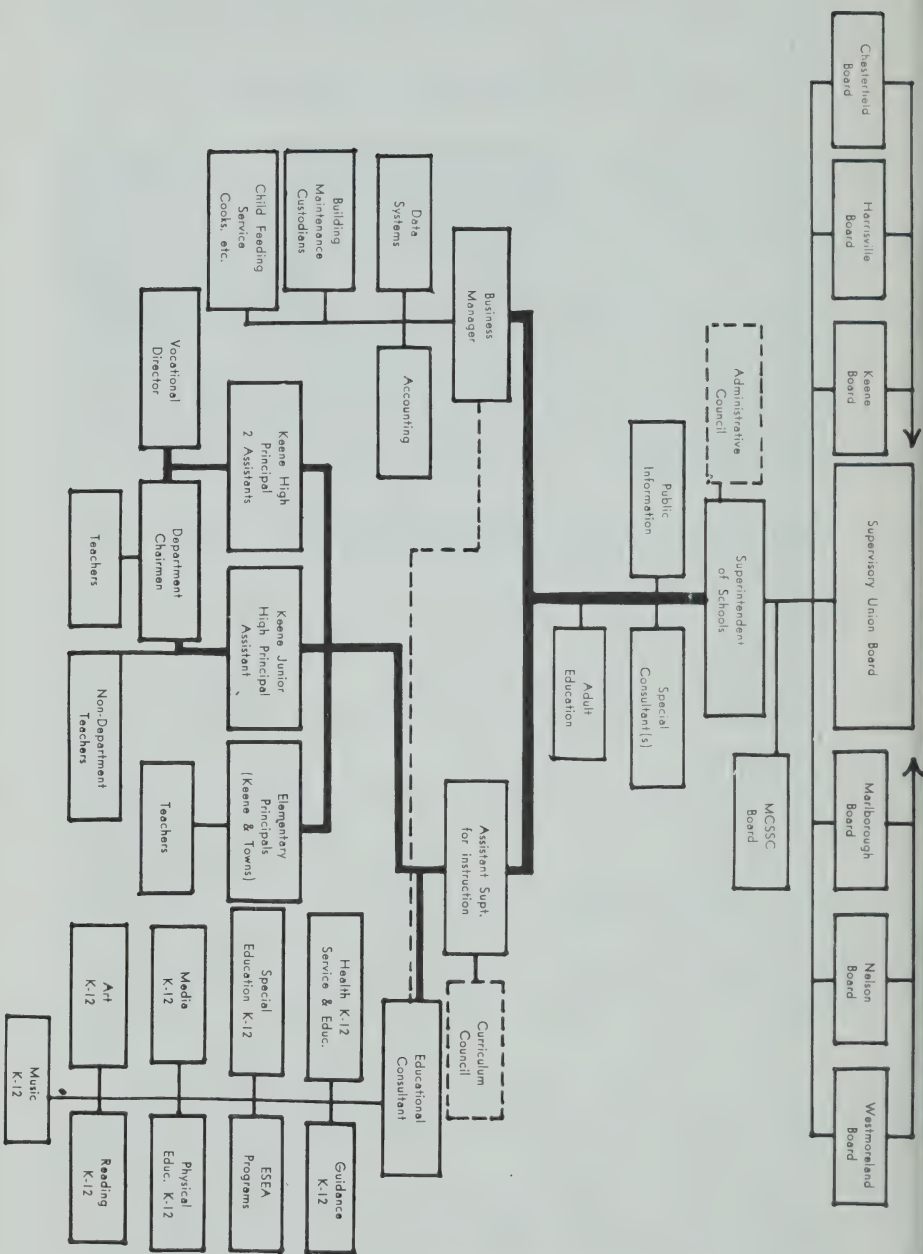 Chesterfield
Board
Harrisville
Board
Keene
Board
Supervisory Union Board
Marlborough
Board
Nelson
Board
Westmoreland
Board
Administrative
Council
Superintendent
of Schools
MCSSC
Board
Public
Information
Special
Consultant(s)
Adult
Education
Business
Manager
Assistant Supt.
for instruction
Curriculum
Council
Data
Systems
Accounting
Building
Maintenance
Custodians
Child Feeding
Service
Cooks, etc.
Educational
Consultant
Keene High
Principal
2 Assistants
Keene Junior
High Principal
Assistant
Elementary
Principals
(Keene & Towns)
Vocational
Director
Department
Chairmen
Teachers
Teachers
Non-Department
Teachers
Health K-12
Service & Educ.
Guidance
K-12
Special
Education K-12
ESEA
Programs
Media
K-12
Physical
Educ. K-12
Art
K-12
Reading
K-12
Music
K-12